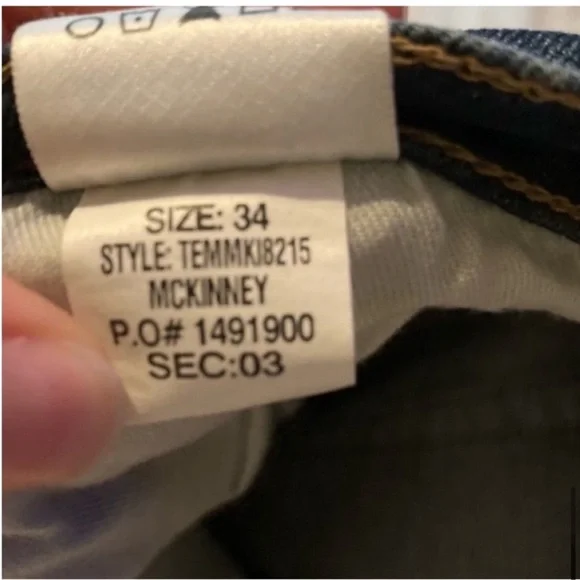 SIZE: 34
STYLE: TEMMKI8215
MCKINNEY
P.O# 1491900
SEC:03